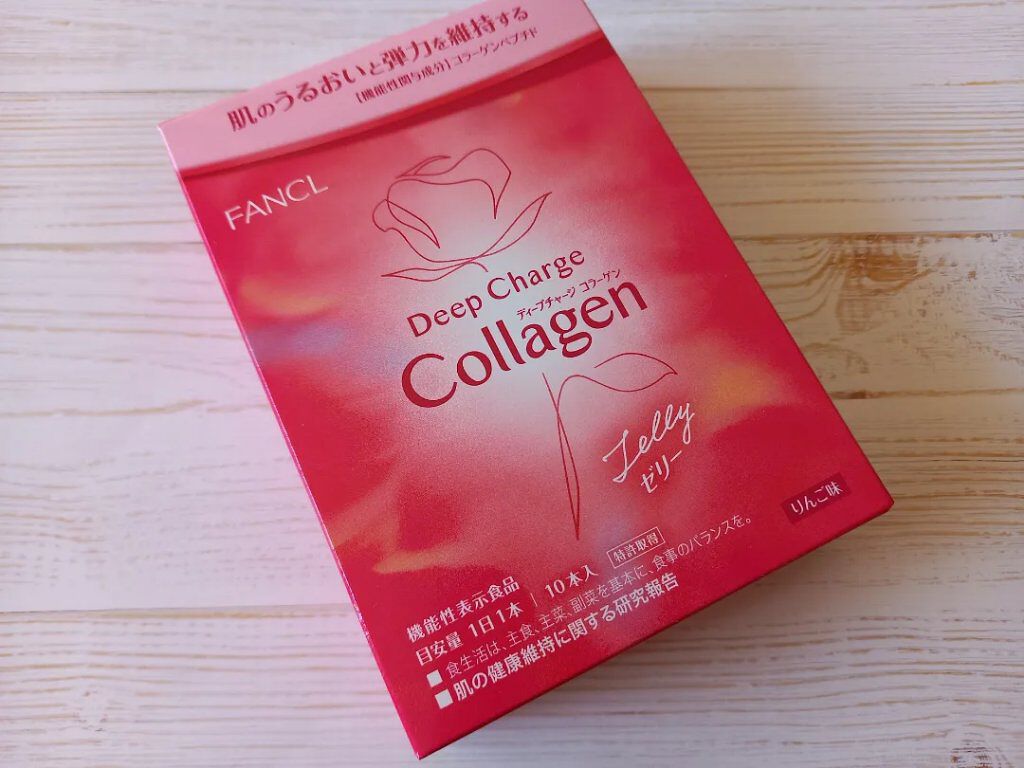 肌のうるおいと弾力を維持する
【機能性関与成分】コラーゲンペプチド
FANCL
Deep Charge
ディープチャージ コラーゲン
Collagen
Jelly
ゼリー
りんご味
機能性表示食品
目安量 1日1本 | 10本入 特許取得
■食生活は、主食、主菜、副菜を基本に、食事のバランスを。
■肌の健康維持に関する研究報告